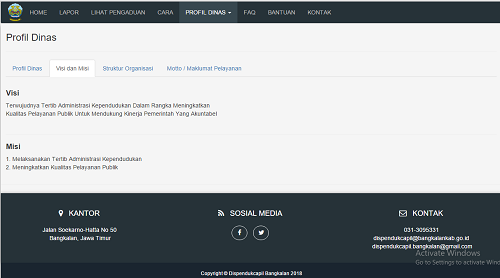 HOME LAPOR LIHAT PENGADUAN CARA PROFIL DINAS FAQ BANTUAN KONTAK
Profil Dinas
Profil Dinas Visi dan Misi Struktur Organisasi Motto / Maklumat Pelayanan
Visi
Terwujudnya Tertib Administrasi Kependudukan Dalam Rangka Meningkatkan
Kualitas Pelayanan Publik Untuk Mendukung Kinerja Pemerintah Yang Akuntabel
Misi
1. Melaksanakan Tertib Administrasi Kependudukan
2. Meningkatkan Kualitas Pelayanan Publik
KANTOR
Jalan Soekarno-Hatta No 50
Bangkalan, Jawa Timur
SOSIAL MEDIA
KONTAK
031-3095331
dispendukcapil@bangkalankab.go.id
dispendukcapil.bangkalan@gmail.com
Activate Windows
Go to Settings to activate Win
Copyright © Dispendukcapil Bangkalan 2018